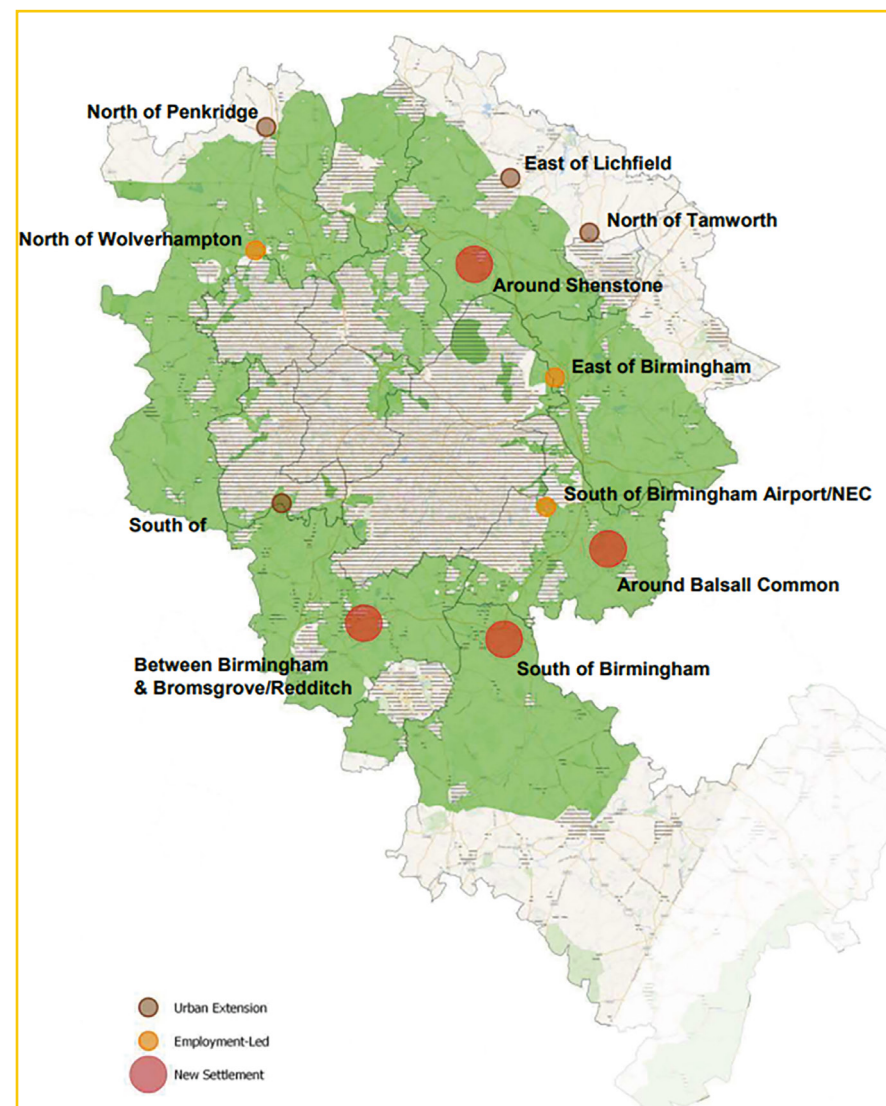 North of Penkridge
East of Lichfield
North of Tamworth
North of Wolverhampton
Around Shenstone
East of Birmingham
South of Birmingham Airport/NEC
South of
Around Balsall Common
Between Birmingham
& Bromsgrove/Redditch
South of Birmingham
Urban Extension
Employment-Led
New Settlement